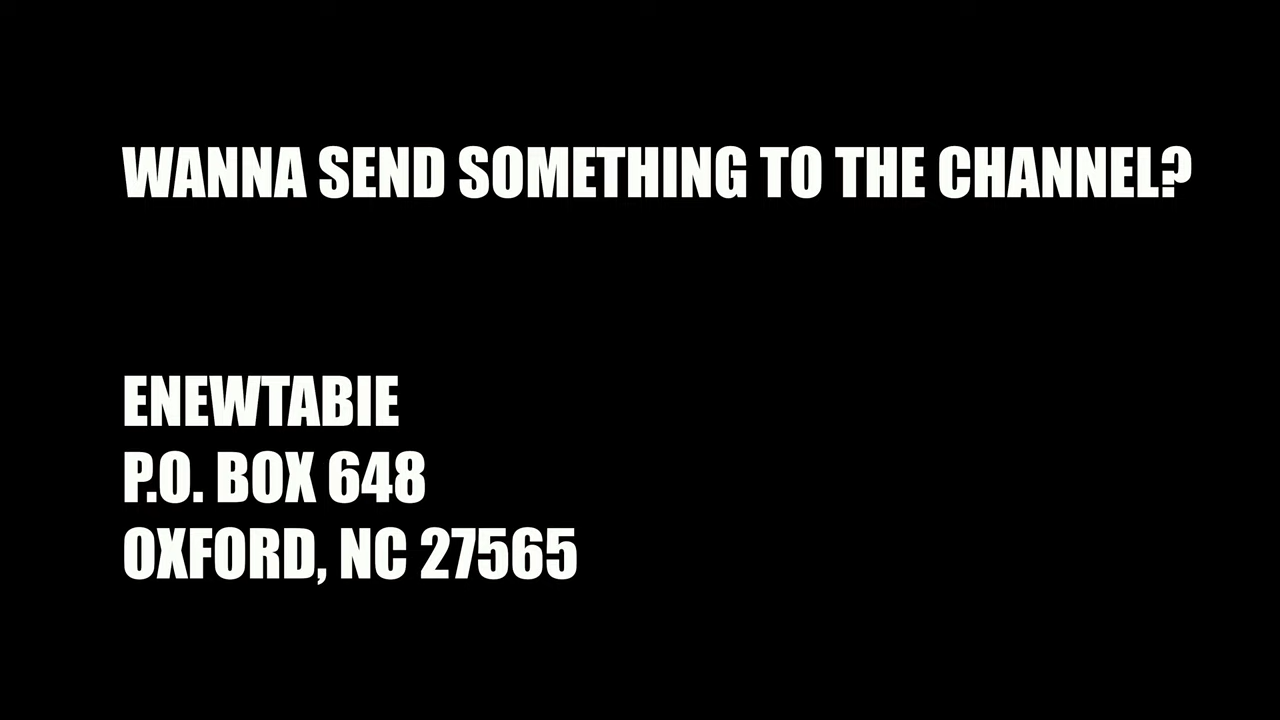 WANNA SEND SOMETHING TO THE CHANNEL?
ENEWTABIE
P.O. BOX 648
OXFORD, NC 27565